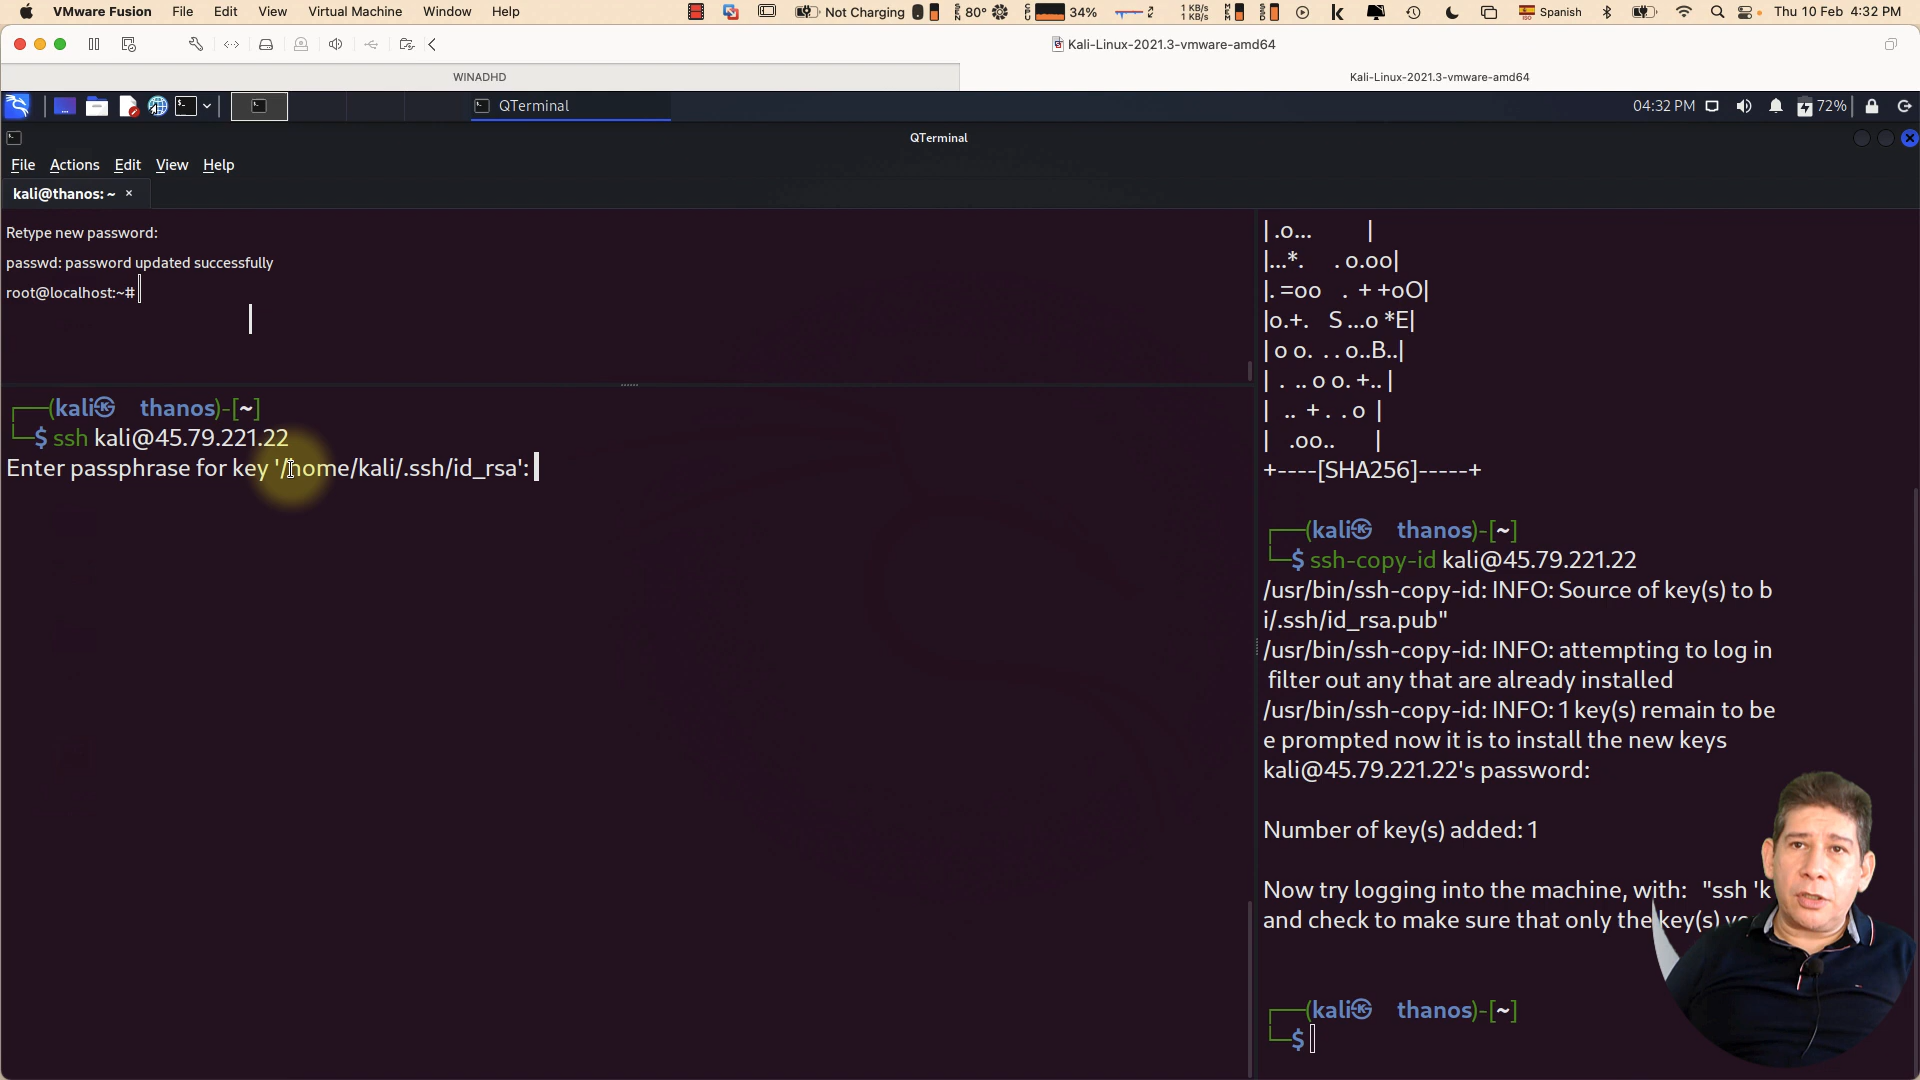 VMware Fusion File Edit View Virtual Machine Window Help Not Charging 80° 34% 1 KB/s 1 KB/s Spanish Thu 10 Feb 4:32 PM
Kali-Linux-2021.3-vmware-amd64
WINADHD Kali-Linux-2021.3-vmware-amd64
QTerminal 04:32 PM 72%
QTerminal
File Actions Edit View Help
kali@thanos: ~ ×
Retype new password:
passwd: password updated successfully
root@localhost:~#
┌──(kali㉿ thanos)-[~]
└─$ ssh kali@45.79.221.22
Enter passphrase for key '/home/kali/.ssh/id_rsa':
| .o... |
|...*. . o.oo|
|. =oo . + +oO|
|o.+. S ...o *E|
| o o. . . o..B..|
| . .. o o. +.. |
| .. + . . o |
| .oo.. |
+----[SHA256]-----+
┌──(kali㉿ thanos)-[~]
└─$ ssh-copy-id kali@45.79.221.22
/usr/bin/ssh-copy-id: INFO: Source of key(s) to b
i/.ssh/id_rsa.pub"
/usr/bin/ssh-copy-id: INFO: attempting to log in
filter out any that are already installed
/usr/bin/ssh-copy-id: INFO: 1 key(s) remain to be
e prompted now it is to install the new keys
kali@45.79.221.22's password:
Number of key(s) added: 1
Now try logging into the machine, with: "ssh 'k
and check to make sure that only the key(s)
┌──(kali㉿ thanos)-[~]
└─$